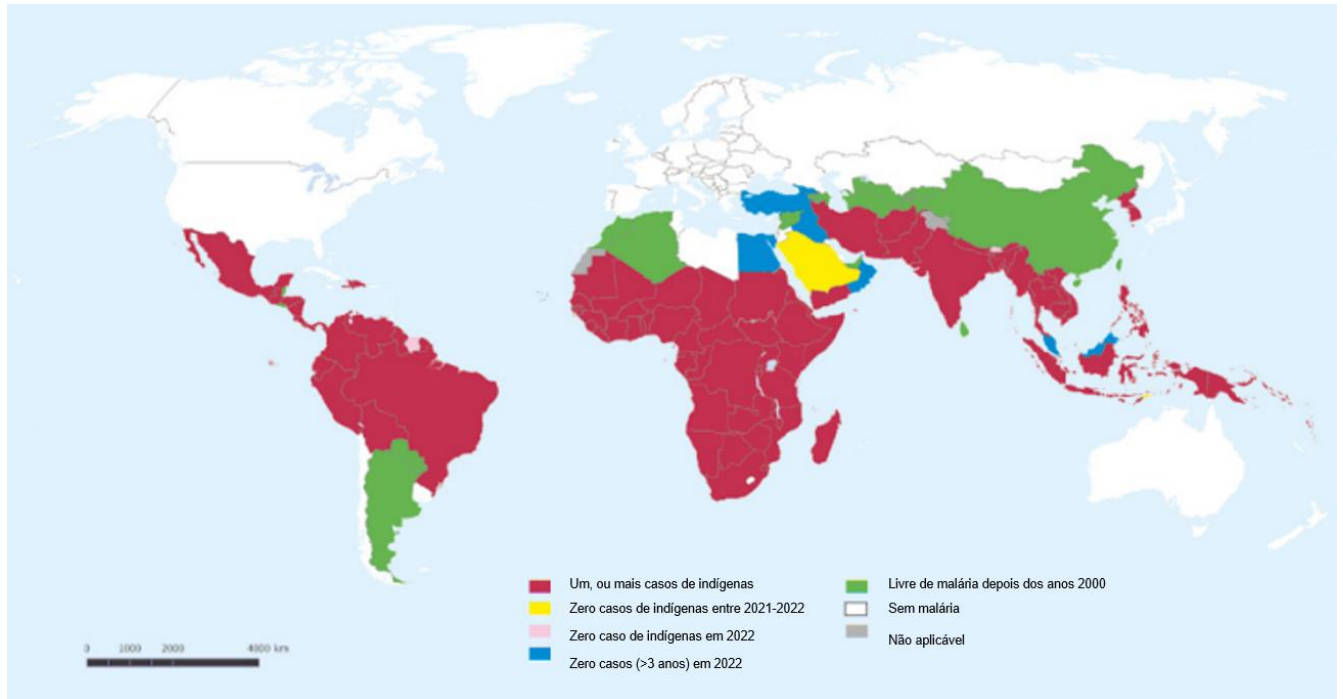 Um, ou mais casos de indígenas
Zero casos de indígenas entre 2021-2022
Zero caso de indígenas em 2022
Zero casos (>3 anos) em 2022
Livre de malária depois dos anos 2000
Sem malária
Não aplicável
0 1000 2000 4000 km